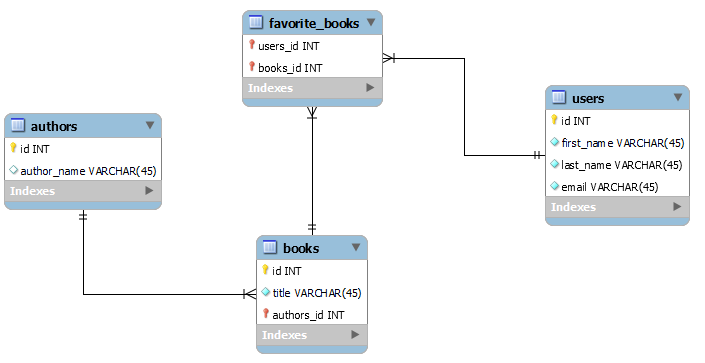 favorite_books
users_id INT
books_id INT
Indexes
users
id INT
first_name VARCHAR(45)
last_name VARCHAR(45)
email VARCHAR(45)
Indexes
authors
id INT
author_name VARCHAR(45)
Indexes
books
id INT
title VARCHAR(45)
authors_id INT
Indexes